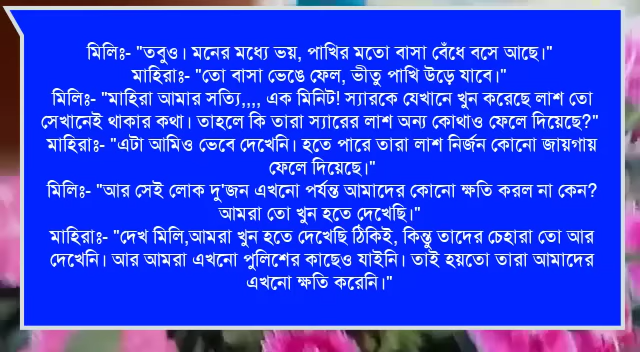 মিলিঃ- "তবুও। মনের মধ্যে ভয়, পাখির মতো বাসা বেঁধে বসে আছে।"
মাহিরাঃ- "তো বাসা ভেঙে ফেল, ভীতু পাখি উড়ে যাবে।"
মিলিঃ- "মাহিরা আমার সত্যি,,,, এক মিনিট! স্যারকে যেখানে খুন করেছে লাশ তো
সেখানেই থাকার কথা। তাহলে কি তারা স্যারের লাশ অন্য কোথাও ফেলে দিয়েছে?"
মাহিরাঃ- "এটা আমিও ভেবে দেখেনি। হতে পারে তারা লাশ নির্জন কোনো জায়গায়
ফেলে দিয়েছে।"
মিলিঃ- "আর সেই লোক দু'জন এখনো পর্যন্ত আমাদের কোনো ক্ষতি করল না কেন?
আমরা তো খুন হতে দেখেছি।"
মাহিরাঃ- "দেখ মিলি,আমরা খুন হতে দেখেছি ঠিকিই, কিন্তু তাদের চেহারা তো আর
দেখেনি। আর আমরা এখনো পুলিশের কাছেও যাইনি। তাই হয়তো তারা আমাদের
এখনো ক্ষতি করেনি।"